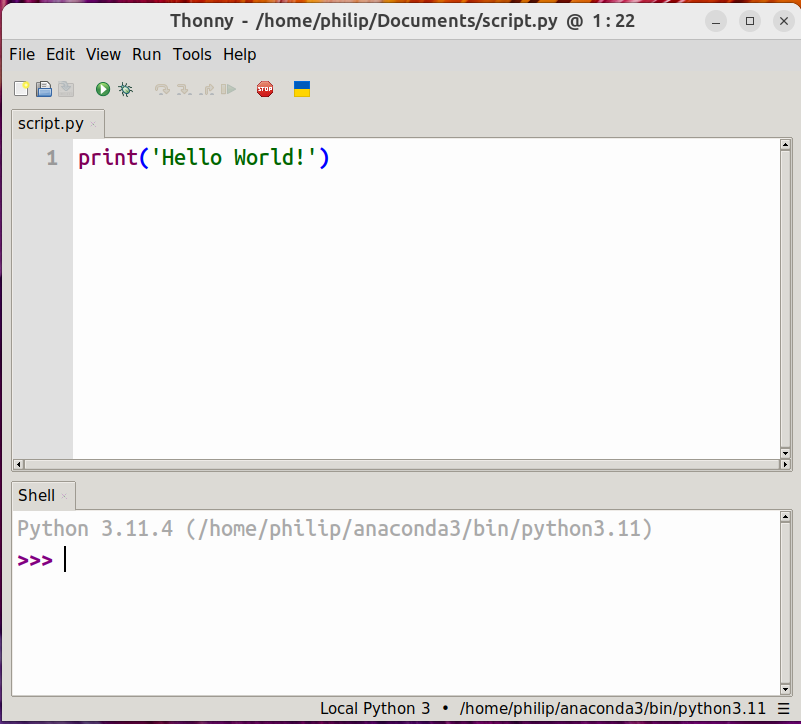 Thonny - /home/philip/Documents/script.py @ 1:22
File Edit View Run Tools Help
STOP
script.py
1 print('Hello World!')
Shell
Python 3.11.4 (/home/philip/anaconda3/bin/python3.11)
>>>
Local Python 3 • /home/philip/anaconda3/bin/python3.11 ☰